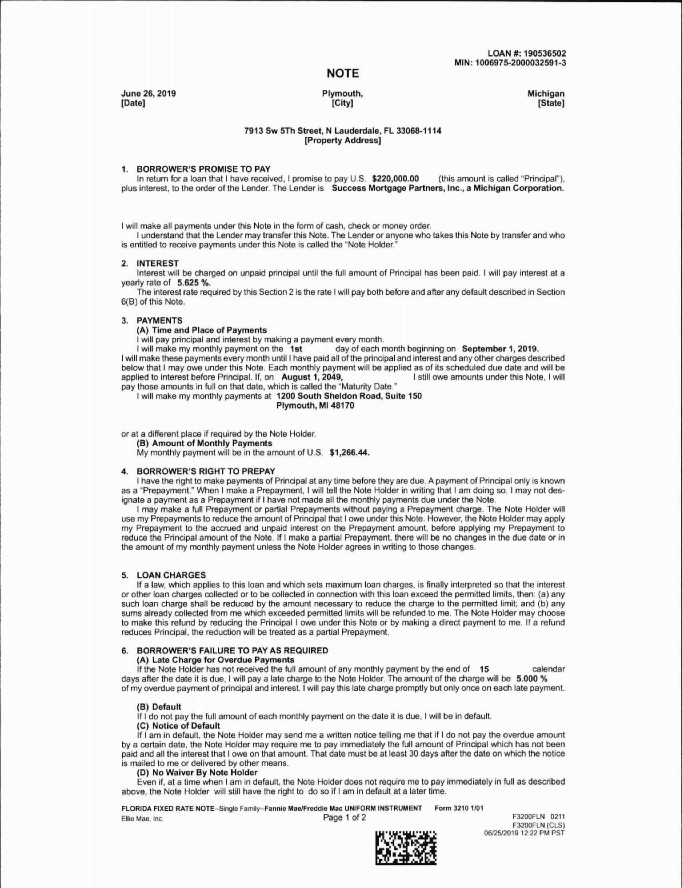 LOAN #: 190536502
MIN: 1006975-2000032591-3
NOTE
June 26, 2019 Plymouth, Michigan
[Date] [City] [State]
7913 Sw 5Th Street, N Lauderdale, FL 33068-1114
[Property Address]
1. BORROWER'S PROMISE TO PAY
In return for a loan that I have received, I promise to pay U.S. $220,000.00 (this amount is called "Principal"),
plus interest, to the order of the Lender. The Lender is Success Mortgage Partners, Inc., a Michigan Corporation.
I will make all payments under this Note in the form of cash, check or money order.
I understand that the Lender may transfer this Note. The Lender or anyone who takes this Note by transfer and who
is entitled to receive payments under this Note is called the "Note Holder."
2. INTEREST
Interest will be charged on unpaid principal until the full amount of Principal has been paid. I will pay interest at a
yearly rate of 5.625 %.
The interest rate required by this Section 2 is the rate I will pay both before and after any default described in Section
6(B) of this Note.
3. PAYMENTS
(A) Time and Place of Payments
I will pay principal and interest by making a payment every month.
I will make my monthly payment on the 1st day of each month beginning on September 1, 2019.
I will make these payments every month until I have paid all of the principal and interest and any other charges described
below that I may owe under this Note. Each monthly payment will be applied as of its scheduled due date and will be
applied to interest before Principal. If, on August 1, 2049, I still owe amounts under this Note, I will
pay those amounts in full on that date, which is called the "Maturity Date."
I will make my monthly payments at 1200 South Sheldon Road, Suite 150
Plymouth, MI 48170
or at a different place if required by the Note Holder.
(B) Amount of Monthly Payments
My monthly payment will be in the amount of U.S. $1,266.44.
4. BORROWER'S RIGHT TO PREPAY
I have the right to make payments of Principal at any time before they are due. A payment of Principal only is known
as a "Prepayment." When I make a Prepayment, I will tell the Note Holder in writing that I am doing so. I may not des-
ignate a payment as a Prepayment if I have not made all the monthly payments due under the Note.
I may make a full Prepayment or partial Prepayments without paying a Prepayment charge. The Note Holder will
use my Prepayments to reduce the amount of Principal that I owe under this Note. However, the Note Holder may apply
my Prepayment to the accrued and unpaid interest on the Prepayment amount, before applying my Prepayment to
reduce the Principal amount of the Note. If I make a partial Prepayment, there will be no changes in the due date or in
the amount of my monthly payment unless the Note Holder agrees in writing to those changes.
5. LOAN CHARGES
If a law, which applies to this loan and which sets maximum loan charges, is finally interpreted so that the interest
or other loan charges collected or to be collected in connection with this loan exceed the permitted limits, then: (a) any
such loan charge shall be reduced by the amount necessary to reduce the charge to the permitted limit; and (b) any
sums already collected from me which exceeded permitted limits will be refunded to me. The Note Holder may choose
to make this refund by reducing the Principal I owe under this Note or by making a direct payment to me. If a refund
reduces Principal, the reduction will be treated as a partial Prepayment.
6. BORROWER'S FAILURE TO PAY AS REQUIRED
(A) Late Charge for Overdue Payments
If the Note Holder has not received the full amount of any monthly payment by the end of 15 calendar
days after the date it is due, I will pay a late charge to the Note Holder. The amount of the charge will be 5.000 %
of my overdue payment of principal and interest. I will pay this late charge promptly but only once on each late payment.
(B) Default
If I do not pay the full amount of each monthly payment on the date it is due, I will be in default.
(C) Notice of Default
If I am in default, the Note Holder may send me a written notice telling me that if I do not pay the overdue amount
by a certain date, the Note Holder may require me to pay immediately the full amount of Principal which has not been
paid and all the interest that I owe on that amount. That date must be at least 30 days after the date on which the notice
is mailed to me or delivered by other means.
(D) No Waiver By Note Holder
Even if, at a time when I am in default, the Note Holder does not require me to pay immediately in full as described
above, the Note Holder will still have the right to do so if I am in default at a later time.
FLORIDA FIXED RATE NOTE--Single Family--Fannie Mae/Freddie Mac UNIFORM INSTRUMENT Form 3210 1/01
Ellie Mae, Inc. Page 1 of 2 F3200FLN 0211
F3200FLN (CLS)
06/25/2019 12:22 PM PST